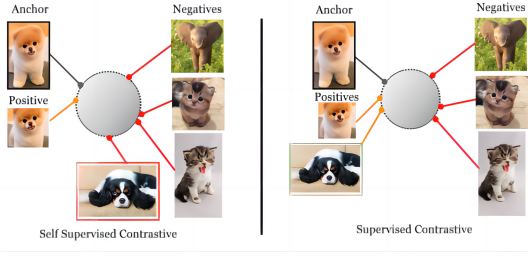 Anchor
Negatives
Positive
Self Supervised Contrastive
Anchor
Negatives
Positives
Supervised Contrastive